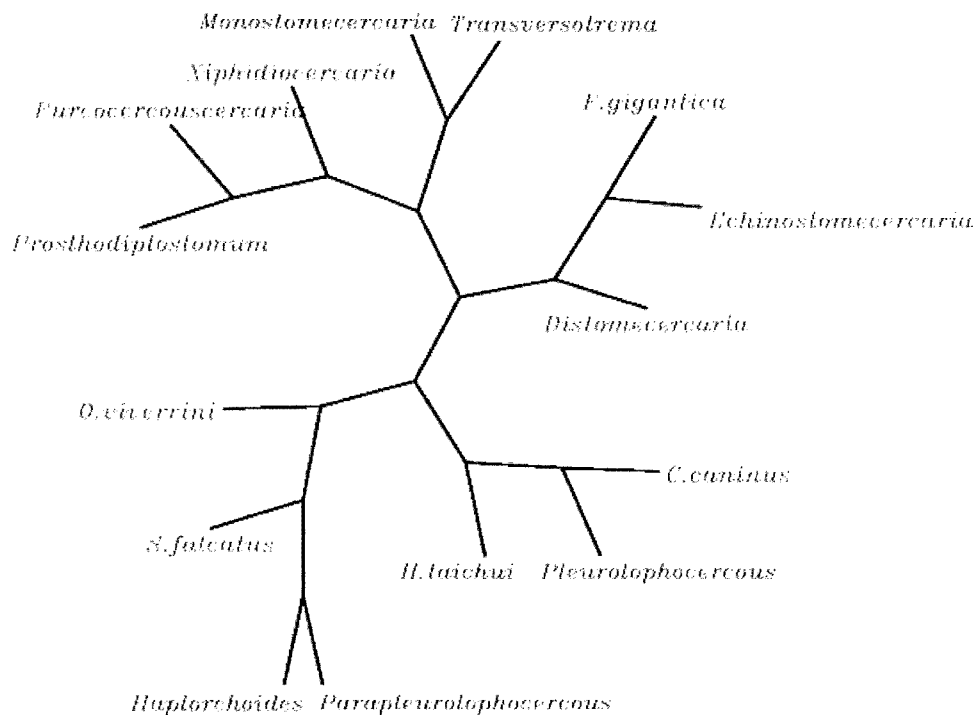 Monostomecercaria Transversotrema
Xiphidiocercaria
Furcocercouscercaria
F.gigantica
Echinostomecercaria
Prosthodiplostomum
Distomecercaria
O.viverrini
C.caninus
S.falcatus
H.taichui Pleurolophocercous
Haplorchoides Parapleurolophocercous